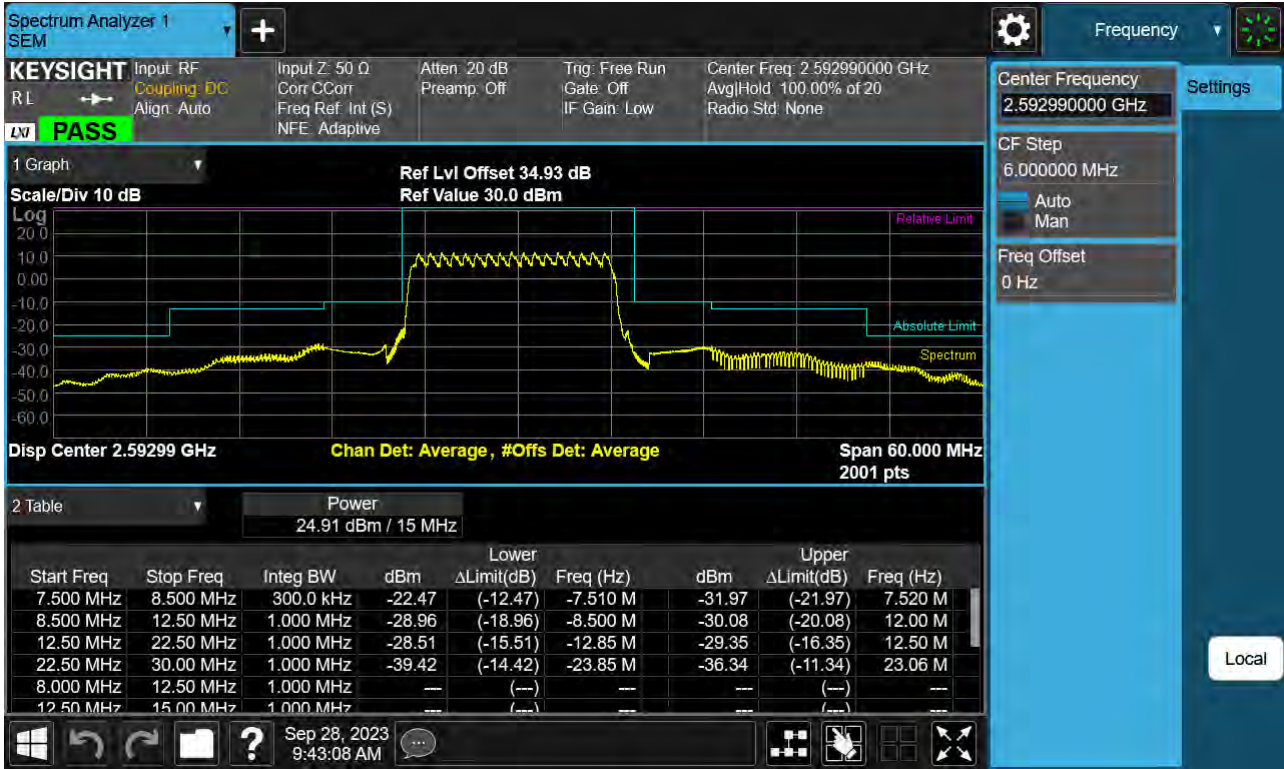 Spectrum Analyzer 1
SEM
Frequency
KEYSIGHT
R L
LXI
PASS
Input: RF
Coupling: DC
Align: Auto
Input Z: 50 Ω
Corr CCorr
Freq Ref: Int (S)
NFE: Adaptive
Atten: 20 dB
Preamp: Off
Trig: Free Run
Gate: Off
IF Gain: Low
Center Freq: 2.592990000 GHz
Avg|Hold: 100.00% of 20
Radio Std: None
Center Frequency
2.592990000 GHz
Settings
CF Step
6.000000 MHz
Auto
Man
Freq Offset
0 Hz
Local
1 Graph
Ref Lvl Offset 34.93 dB
Scale/Div 10 dB
Ref Value 30.0 dBm
Log
20.0
10.0
0.00
-10.0
-20.0
-30.0
-40.0
-50.0
-60.0
Relative Limit
Absolute Limit
Spectrum
Disp Center 2.59299 GHz
Chan Det: Average, #Offs Det: Average
Span 60.000 MHz
2001 pts
2 Table
Power
24.91 dBm / 15 MHz
Lower Upper
Start Freq Stop Freq Integ BW dBm ΔLimit(dB) Freq (Hz) dBm ΔLimit(dB) Freq (Hz)
7.500 MHz 8.500 MHz 300.0 kHz -22.47 (-12.47) -7.510 M -31.97 (-21.97) 7.520 M
8.500 MHz 12.50 MHz 1.000 MHz -28.96 (-18.96) -8.500 M -30.08 (-20.08) 12.00 M
12.50 MHz 22.50 MHz 1.000 MHz -28.51 (-15.51) -12.85 M -29.35 (-16.35) 12.50 M
22.50 MHz 30.00 MHz 1.000 MHz -39.42 (-14.42) -23.85 M -36.34 (-11.34) 23.06 M
8.000 MHz 12.50 MHz 1.000 MHz --- (---) --- --- (---) ---
12.50 MHz 15.00 MHz 1.000 MHz --- (---) --- --- (---) ---
Sep 28, 2023
9:43:08 AM